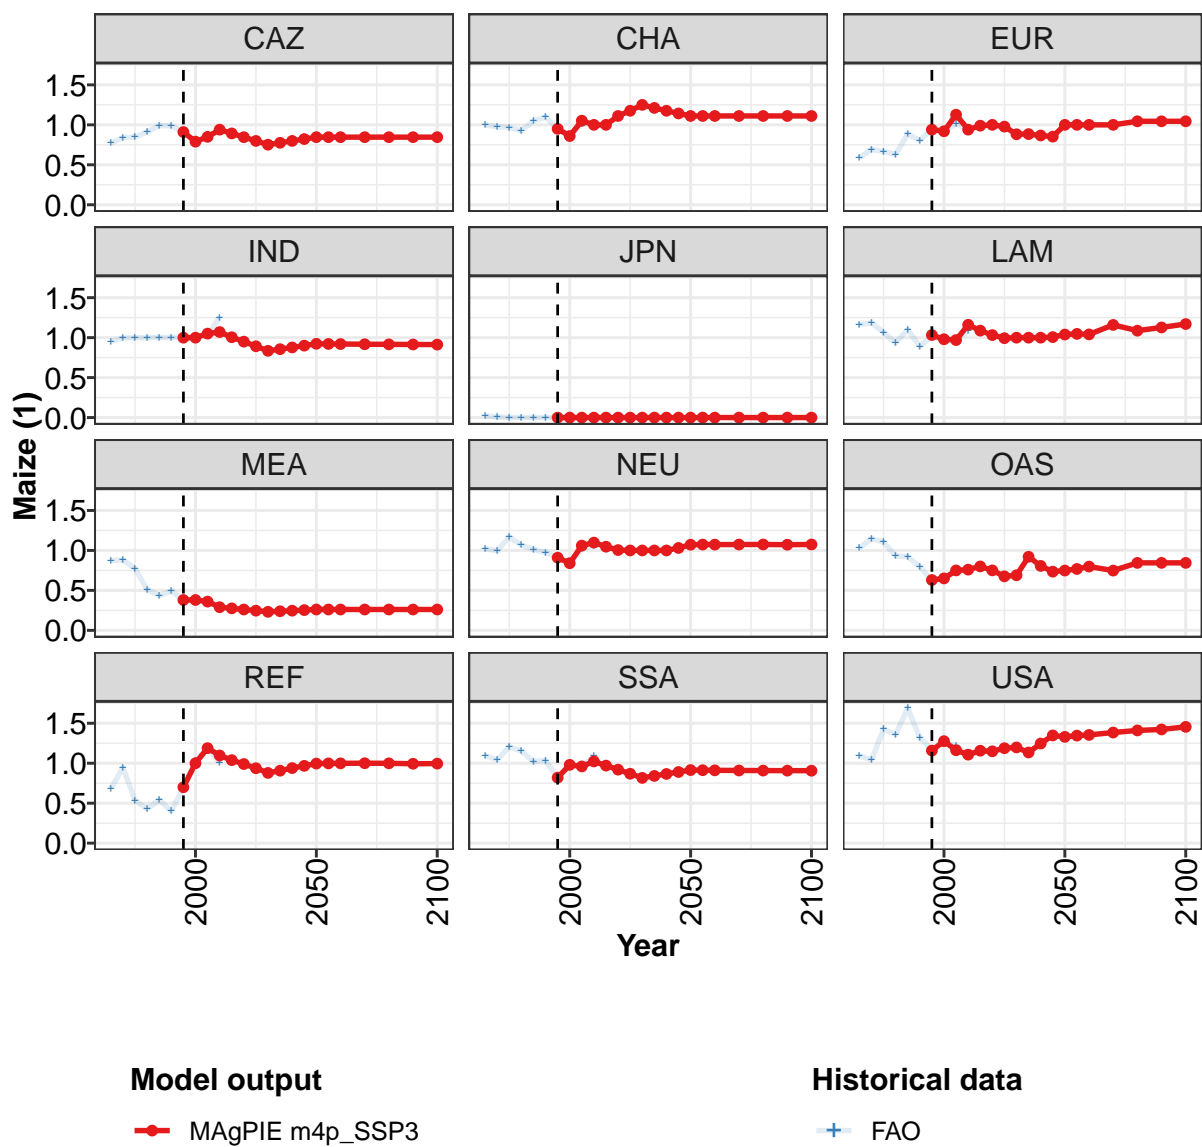 CAZ
CHA
EUR
1.5
1.0
0.5
0.0
IND
JPN
LAM
1.5
1.0
0.5
0.0
MEA
NEU
OAS
1.5
1.0
0.5
0.0
REF
SSA
USA
1.5
1.0
0.5
0.0
Maize (1)
2000 2050 2100 2000 2050 2100 2000 2050 2100
Year
Model output
Historical data
MAgPIE m4p_SSP3
FAO